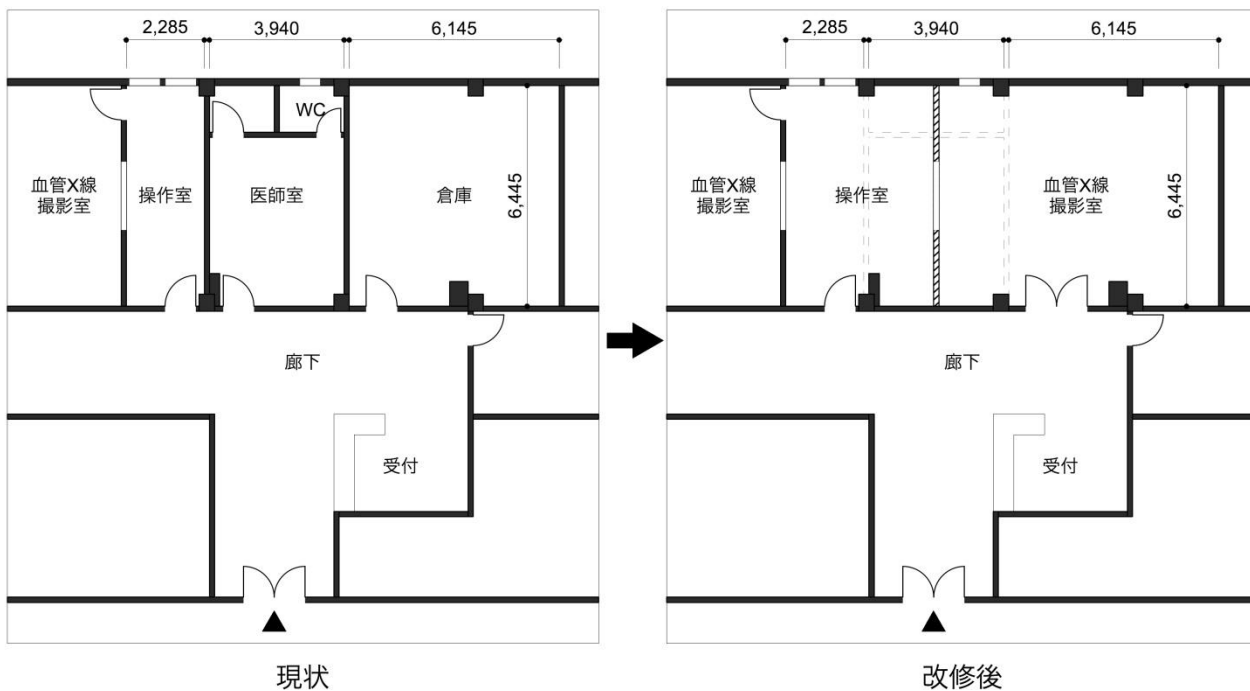 2,285
3,940
6,145
WC
血管X線
撮影室
操作室
医師室
倉庫
6,445
廊下
受付
現状
2,285
3,940
6,145
血管X線
撮影室
操作室
血管X線
撮影室
6,445
廊下
受付
改修後